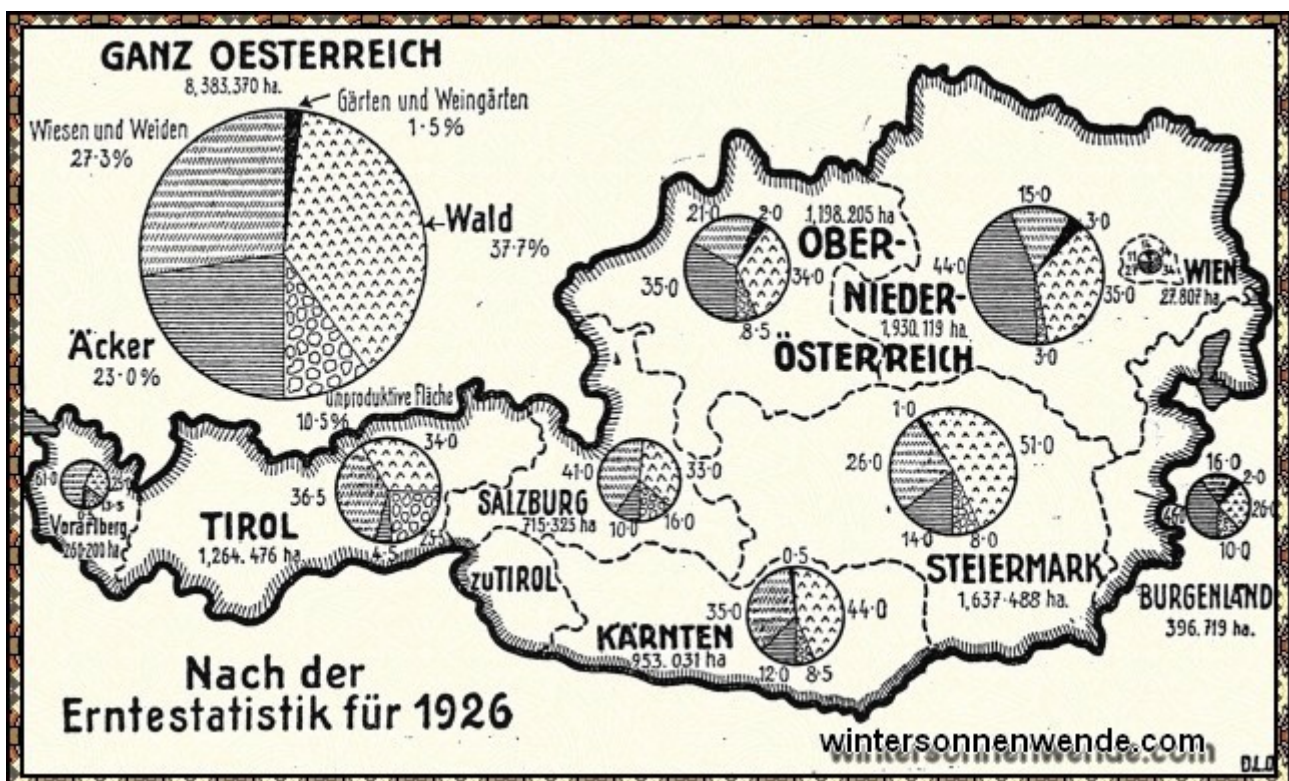 GANZ OESTERREICH
8,383.370 ha.
Gärten und Weingärten
1·5%
Wiesen und Weiden
27·3%
Wald
37·7%
Äcker
23·0%
Unproduktive Fläche
10·5%
21·0
2·0
1,198.205 ha
OBER-
34·0
35·0
8·5
15·0
3·0
44·0
NIEDER-
1,930.119 ha.
35·0
3·0
ÖSTERREICH
WIEN
27.807 ha
61·0
Vorarlberg
260·200 ha
34·0
36·5
4·5
TIROL
1,264.476 ha
41·0
33·0
SALZBURG
715·325 ha
10·0
16·0
zu TIROL
1·0
26·0
51·0
14·0
8·0
STEIERMARK
1,637·488 ha.
16·0
2·0
26·0
10·0
BURGENLAND
396.719 ha.
0·5
35·0
44·0
KÄRNTEN
953.031 ha
12·0
8·5
Nach der
Erntestatistik für 1926
wintersonnenwende.com